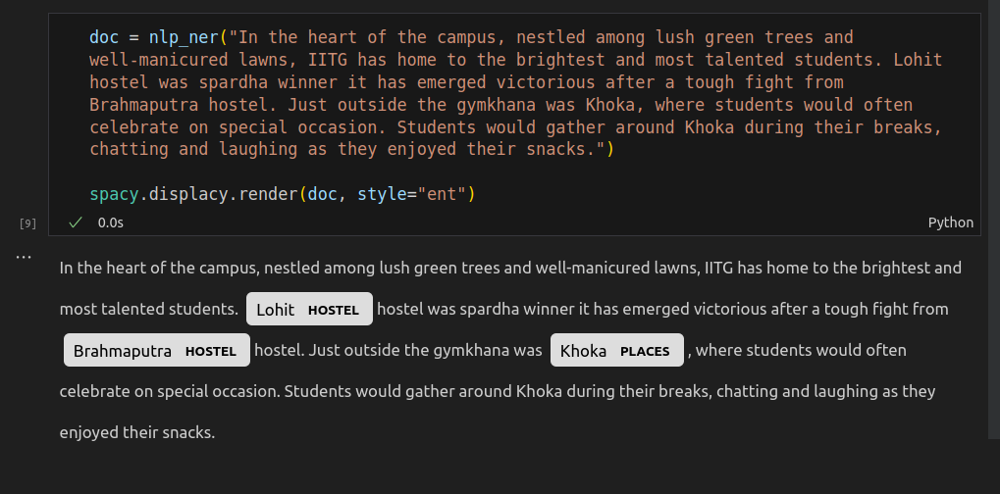 doc = nlp_ner("In the heart of the campus, nestled among lush green trees and
well-manicured lawns, IITG has home to the brightest and most talented students. Lohit
hostel was spardha winner it has emerged victorious after a tough fight from
Brahmaputra hostel. Just outside the gymkhana was Khoka, where students would often
celebrate on special occasion. Students would gather around Khoka during their breaks,
chatting and laughing as they enjoyed their snacks.")
spacy.displacy.render(doc, style="ent")
[9] ✓ 0.0s Python
...
In the heart of the campus, nestled among lush green trees and well-manicured lawns, IITG has home to the brightest and
most talented students. Lohit HOSTEL hostel was spardha winner it has emerged victorious after a tough fight from
Brahmaputra HOSTEL hostel. Just outside the gymkhana was Khoka PLACES , where students would often
celebrate on special occasion. Students would gather around Khoka during their breaks, chatting and laughing as they
enjoyed their snacks.